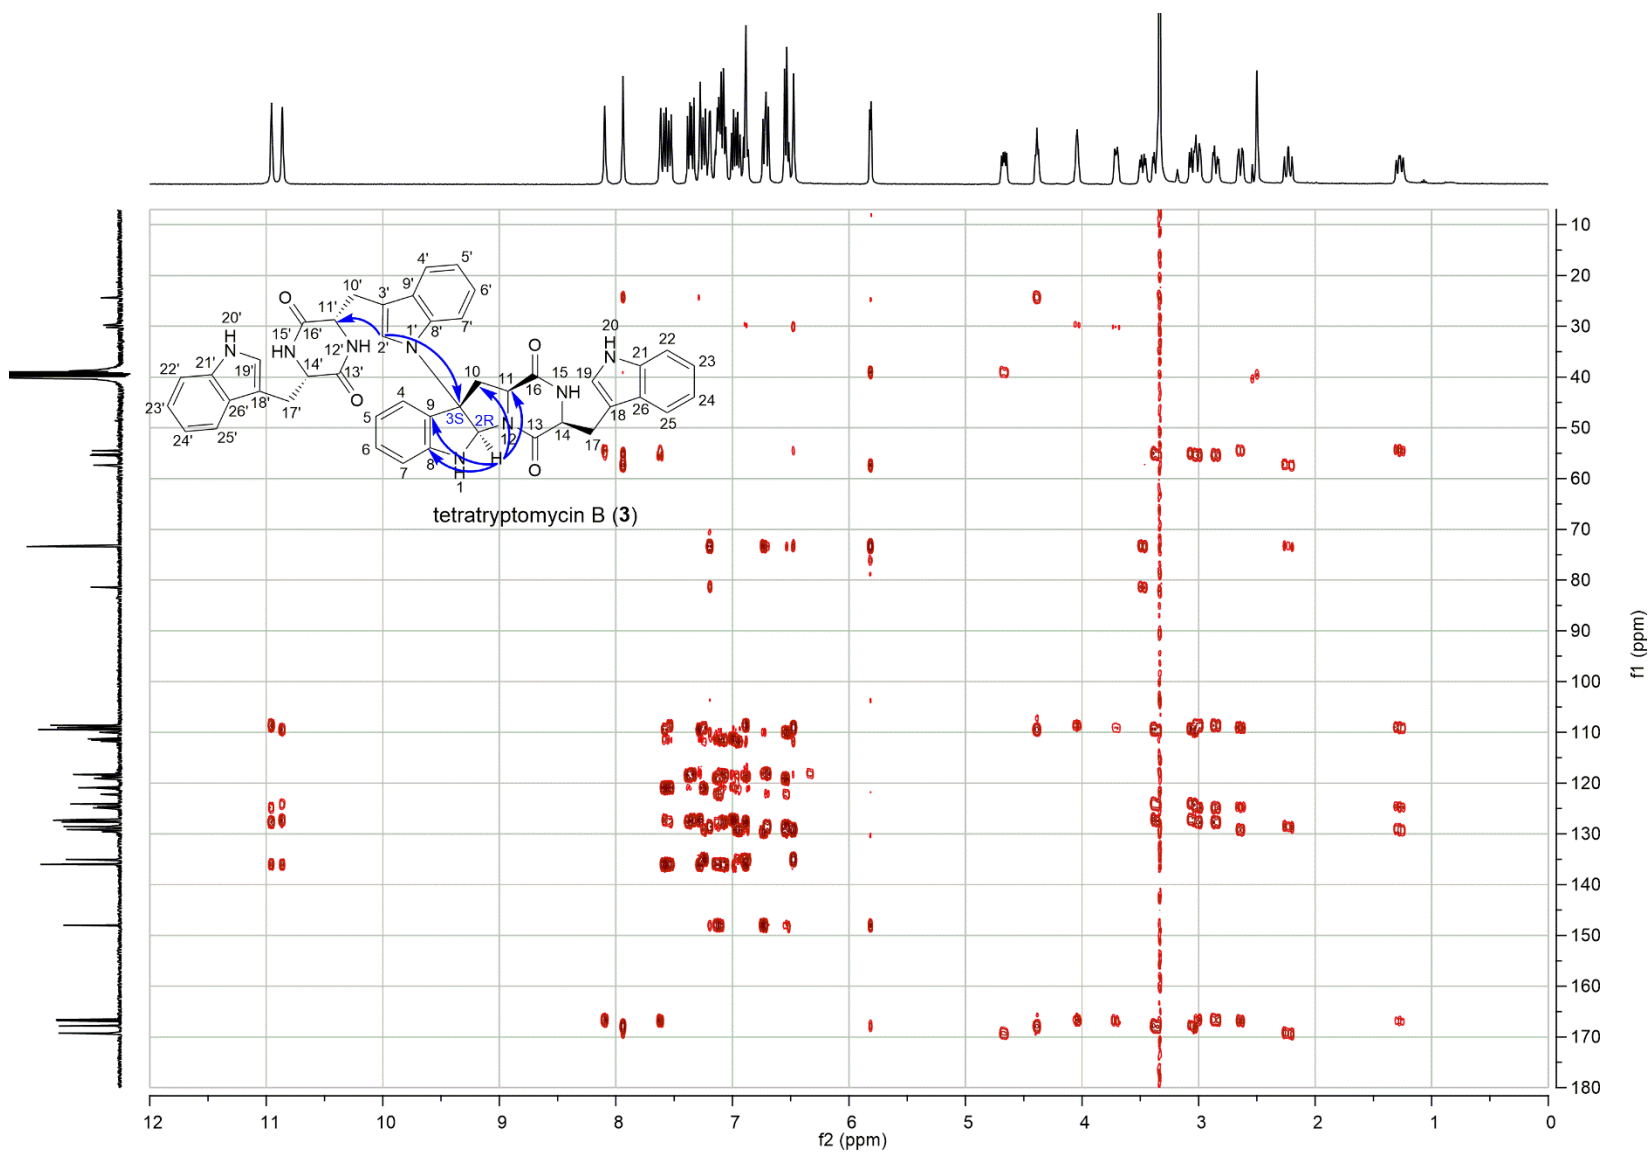 4'
5'
10'
3'
9'
6'
O
11'
20'
H
N
16'
1'
8'
7'
15'
NH
12'
NH
2'
N
20
H
N
22
21'
19'
14'
13'
O
10
11
O
21
23
22'
16
15
NH
19
26'
18'
17'
O
4
9
26
24
23'
3S
2R
N
12
13
14
18
25
24'
25'
5
17
6
8
N
H
H
O
7
1
tetratryptomycin B (3)
10
20
30
40
50
60
70
80
90
100
110
120
130
140
150
160
170
180
f1 (ppm)
12 11 10 9 8 7 6 5 4 3 2 1 0
f2 (ppm)